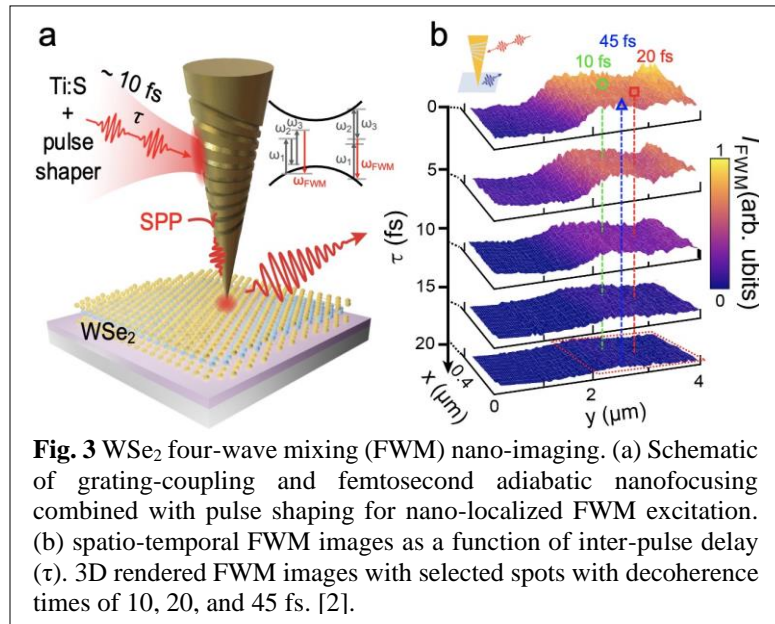 a
Ti:S
+
pulse
shaper
~ 10 fs
τ
SPP
ω₁
ω₂
ω₃
ωFWM
ω₁
ω₂
ω₃
ωFWM
WSe₂
b
10 fs
45 fs
20 fs
0
5
10
15
20
τ (fs)
x (μm)
0.4
0
2
4
y (μm)
1
0
IFWM (arb. ubits)
Fig. 3 WSe₂ four-wave mixing (FWM) nano-imaging. (a) Schematic
of grating-coupling and femtosecond adiabatic nanofocusing
combined with pulse shaping for nano-localized FWM excitation.
(b) spatio-temporal FWM images as a function of inter-pulse delay
(τ). 3D rendered FWM images with selected spots with decoherence
times of 10, 20, and 45 fs. [2].